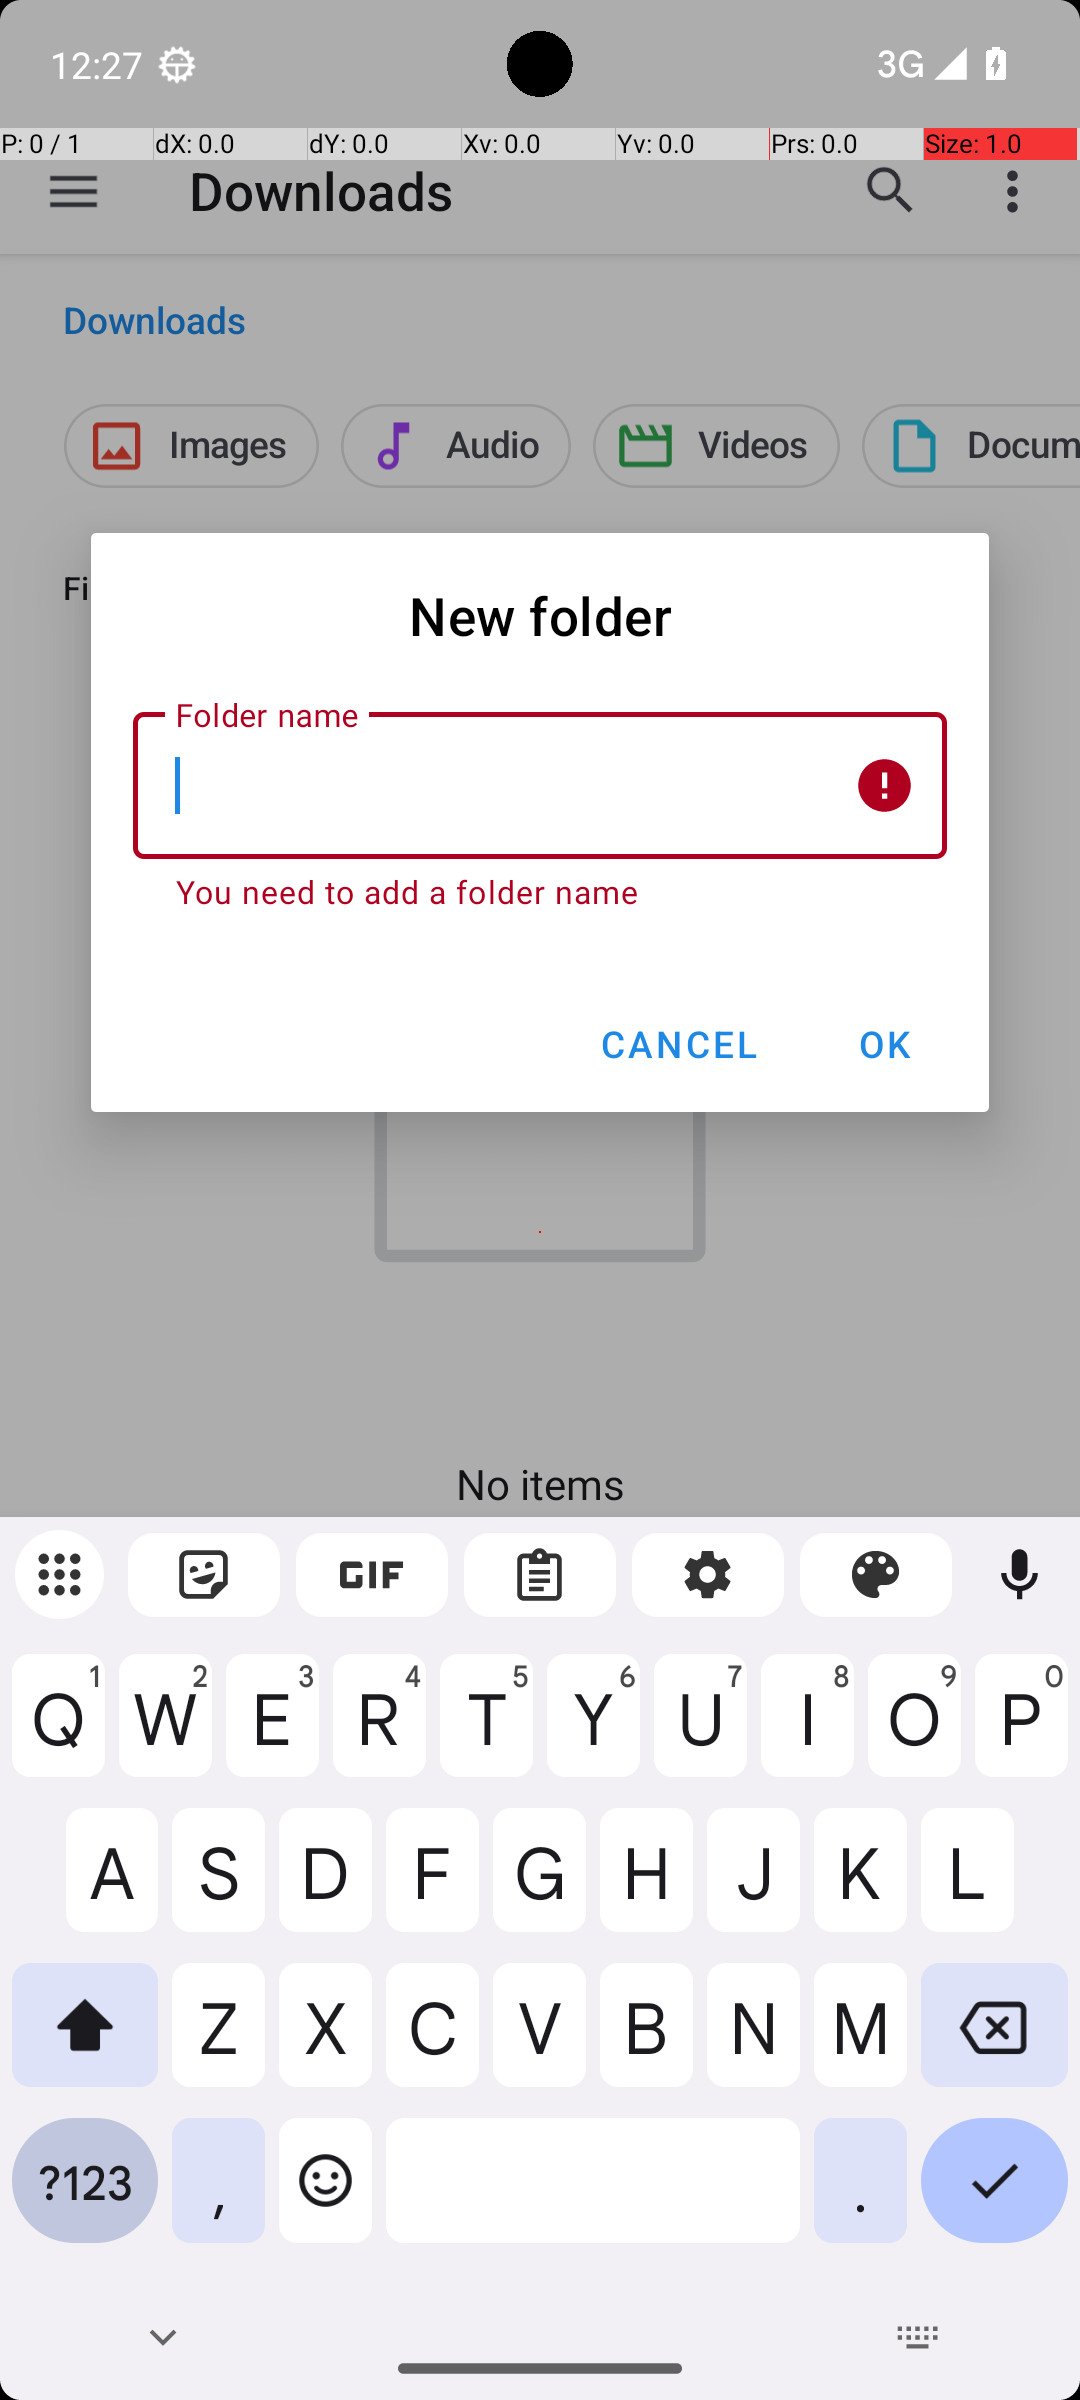 12:27
3G
P: 0 / 1
dX: 0.0
dY: 0.0
Xv: 0.0
Yv: 0.0
Prs: 0.0
Size: 1.0
Downloads
Downloads
Images
Audio
Videos
Docum
Fi
New folder
Folder name
You need to add a folder name
CANCEL
OK
No items
GIF
Q 1 W 2 E 3 R 4 T 5 Y 6 U 7 I 8 O 9 P 0
A S D F G H J K L
Z X C V B N M
?123 , .